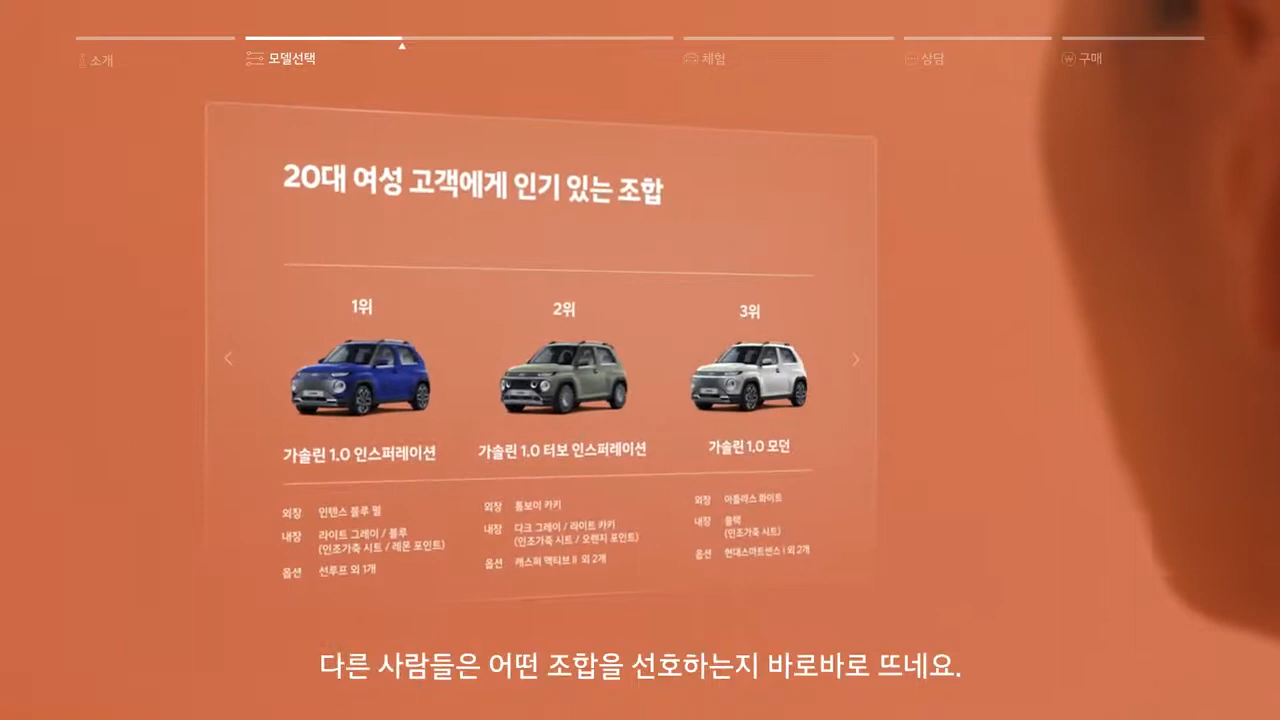 소개
모델선택
체험
상담
구매
20대 여성 고객에게 인기 있는 조합
1위
2위
3위
가솔린 1.0 인스퍼레이션
가솔린 1.0 터보 인스퍼레이션
가솔린 1.0 모던
외장 인텐스 블루 펄
내장 라이트 그레이 / 블루
(인조가죽 시트 / 레몬 포인트)
옵션 선루프 외 1개
외장 톰보이 카키
내장 다크 그레이 / 라이트 카키
(인조가죽 시트 / 오렌지 포인트)
옵션 캐스퍼 액티브 II 외 2개
외장 아틀라스 화이트
내장 블랙
(인조가죽 시트)
옵션 현대스마트센스 I 외 2개
다른 사람들은 어떤 조합을 선호하는지 바로바로 뜨네요.